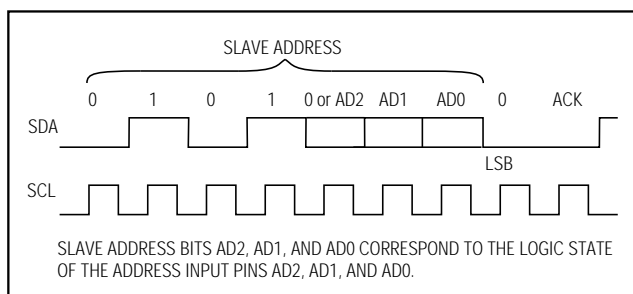 SLAVE ADDRESS
0 1 0 1 0 or AD2 AD1 AD0 0 ACK
SDA
LSB
SCL
SLAVE ADDRESS BITS AD2, AD1, AND AD0 CORRESPOND TO THE LOGIC STATE
OF THE ADDRESS INPUT PINS AD2, AD1, AND AD0.